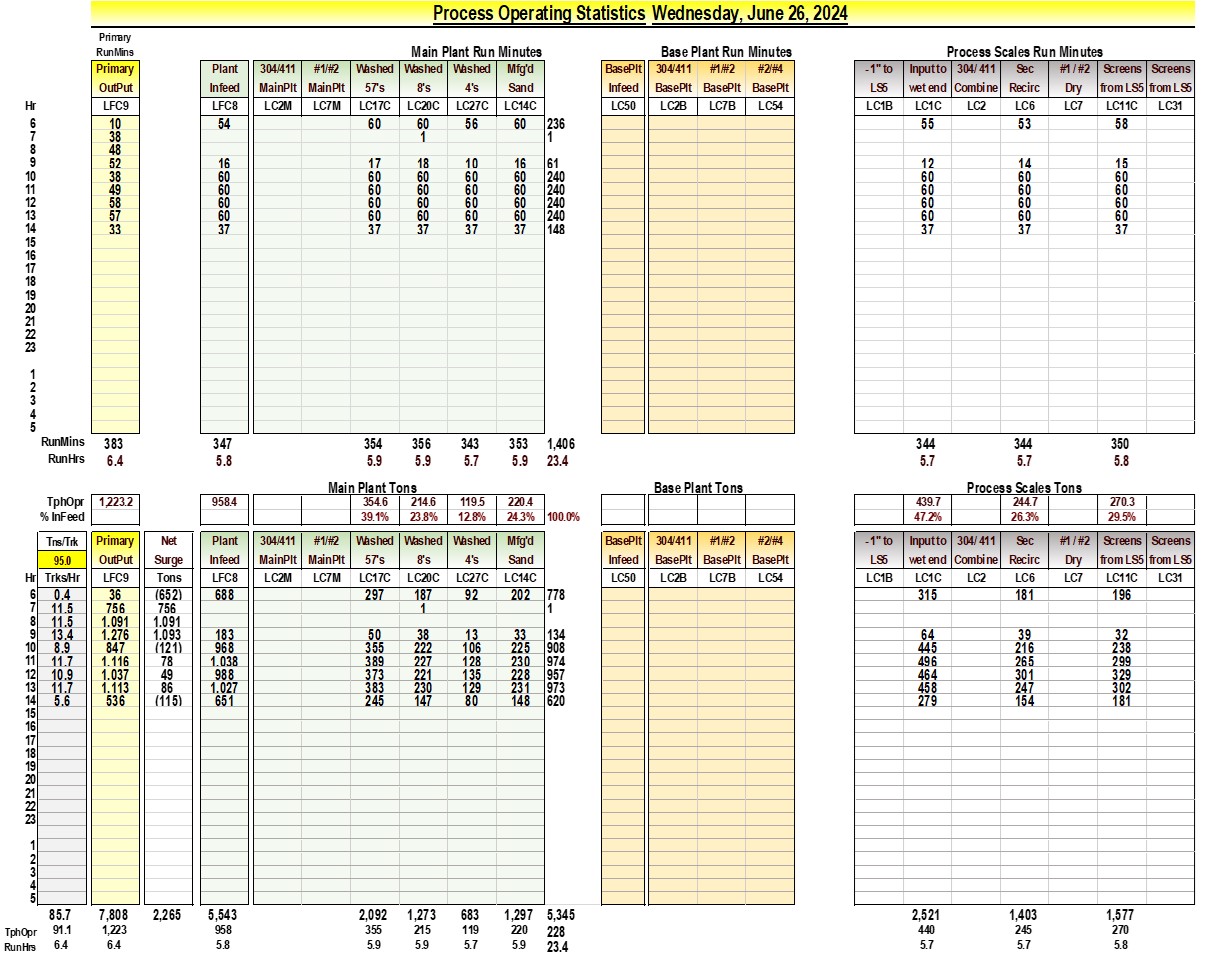 Process Operating Statistics Wednesday, June 26, 2024
Primary
RunMins Main Plant Run Minutes Base Plant Run Minutes Process Scales Run Minutes
Primary Plant 304/411 #1/#2 Washed Washed Washed Mfg'd BasePlt 304/411 #1/#2 #2/#4 -1" to Input to 304/ 411 Sec #1 / #2 Screens Screens
OutPut Infeed MainPlt MainPlt 57's 8's 4's Sand Infeed BasePlt BasePlt BasePlt LS5 wet end Combine Recirc Dry from LS5 from LS5
Hr LFC9 LFC8 LC2M LC7M LC17C LC20C LC27C LC14C LC50 LC2B LC7B LC54 LC1B LC1C LC2 LC6 LC7 LC11C LC31
6 10 54 60 60 56 60 236 55 53 58
7 38 1 1
8 48
9 52 16 17 18 10 16 61 12 14 15
10 38 60 60 60 60 60 240 60 60 60
11 49 60 60 60 60 60 240 60 60 60
12 58 60 60 60 60 60 240 60 60 60
13 57 60 60 60 60 60 240 60 60 60
14 33 37 37 37 37 37 148 37 37 37
15
16
17
18
19
20
21
22
23
1
2
3
4
5
RunMins 383 347 354 356 343 353 1,406 344 344 350
RunHrs 6.4 5.8 5.9 5.9 5.7 5.9 23.4 5.7 5.7 5.8
Main Plant Tons Base Plant Tons Process Scales Tons
TphOpr 1,223.2 958.4 354.6 214.6 119.5 220.4 439.7 244.7 270.3
% InFeed 39.1% 23.8% 12.8% 24.3% 100.0% 47.2% 26.3% 29.5%
Tns/Trk Primary Net Plant 304/411 #1/#2 Washed Washed Washed Mfg'd BasePlt 304/411 #1/#2 #2/#4 -1" to Input to 304/ 411 Sec #1 / #2 Screens Screens
95.0 OutPut Surge Infeed MainPlt MainPlt 57's 8's 4's Sand Infeed BasePlt BasePlt BasePlt LS5 wet end Combine Recirc Dry from LS5 from LS5
Hr Trks/Hr LFC9 Tons LFC8 LC2M LC7M LC17C LC20C LC27C LC14C LC50 LC2B LC7B LC54 LC1B LC1C LC2 LC6 LC7 LC11C LC31
6 0.4 36 (652) 688 297 187 92 202 778 315 181 196
7 11.5 756 756 1 1
8 11.5 1,091 1,091
9 13.4 1,276 1,093 183 50 38 13 33 134 64 39 32
10 8.9 847 (121) 968 355 222 106 225 908 445 216 238
11 11.7 1,116 78 1,038 389 227 128 230 974 496 265 299
12 10.9 1,037 49 988 373 221 135 228 957 464 301 329
13 11.7 1,113 86 1,027 383 230 129 231 973 458 247 302
14 5.6 536 (115) 651 245 147 80 148 620 279 154 181
15
16
17
18
19
20
21
22
23
1
2
3
4
5
85.7 7,808 2,265 5,543 2,092 1,273 683 1,297 5,345 2,521 1,403 1,577
TphOpr 91.1 1,223 958 355 215 119 220 228 440 245 270
RunHrs 6.4 6.4 5.8 5.9 5.9 5.7 5.9 23.4 5.7 5.7 5.8